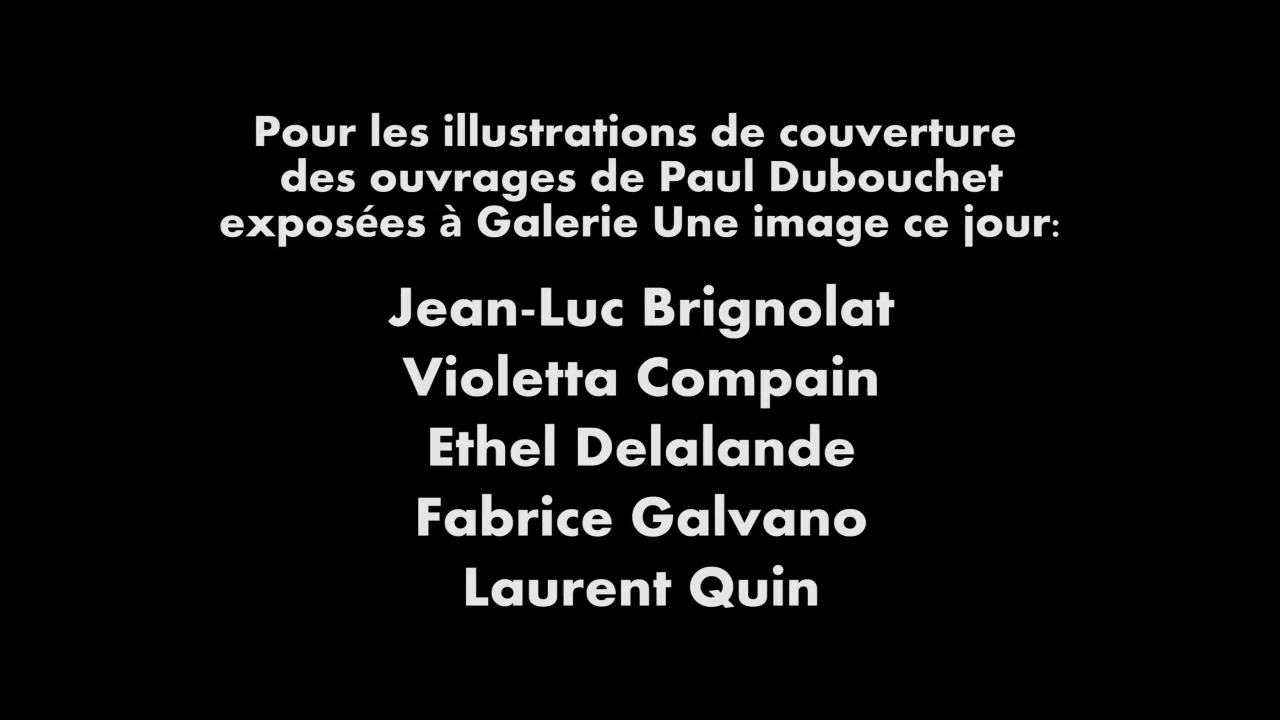 Pour les illustrations de couverture
des ouvrages de Paul Dubouchet
exposées à Galerie Une image ce jour:
Jean-Luc Brignolat
Violetta Compain
Ethel Delalande
Fabrice Galvano
Laurent Quin